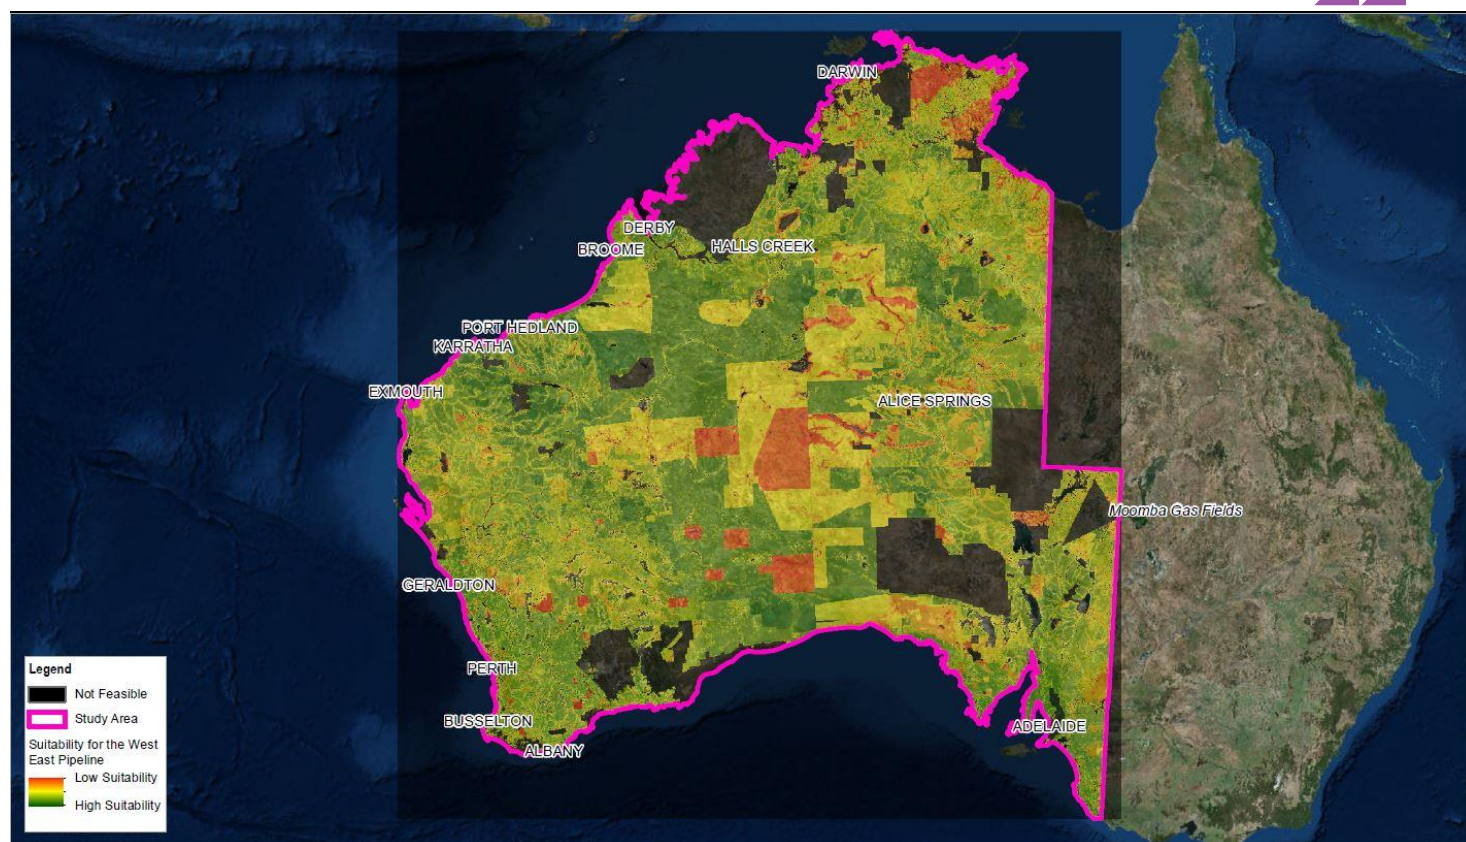 DARWIN
DERBY
BROOME
HALLS CREEK
PORT HEDLAND
KARRATHA
EXMOUTH
ALICE SPRINGS
Moomba Gas Fields
GERALDTON
PERTH
BUSSELTON
ADELAIDE
ALBANY
Legend
Not Feasible
Study Area
Suitability for the West
East Pipeline
Low Suitability
High Suitability